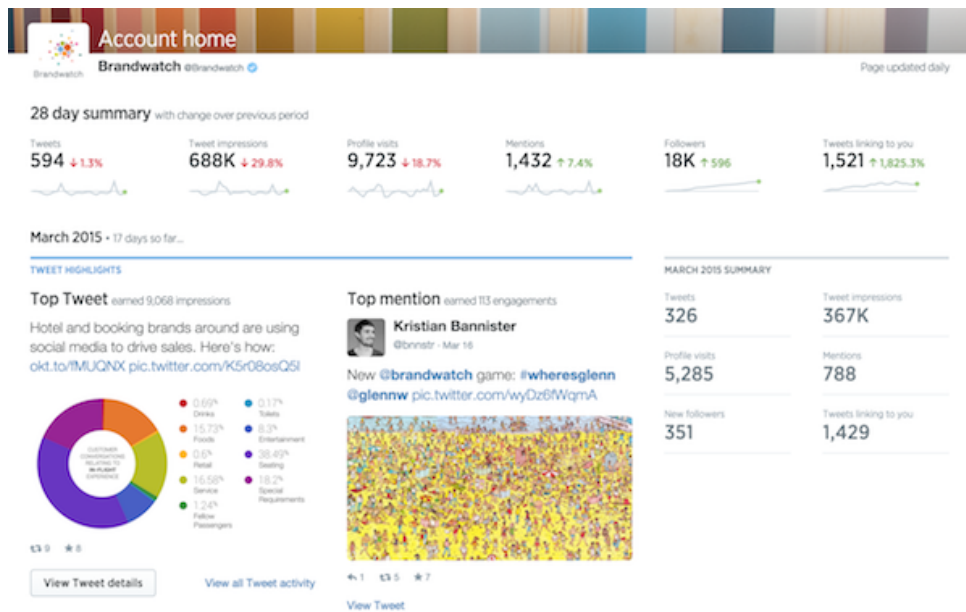 Account home
Brandwatch
Brandwatch @Brandwatch
Page updated daily
28 day summary with change over previous period
Tweets
594 ↓ 1.3%
Tweet impressions
688K ↓ 29.8%
Profile visits
9,723 ↓ 18.7%
Mentions
1,432 ↑ 7.4%
Followers
18K ↑ 596
Tweets linking to you
1,521 ↑ 1,825.3%
March 2015 • 17 days so far...
TWEET HIGHLIGHTS
Top Tweet earned 9,068 impressions
Hotel and booking brands around are using
social media to drive sales. Here's how:
okt.to/fMUQNX pic.twitter.com/K5r08osQ5l
CUSTOMER
CONVERSATIONS
RELATING TO
IN-FLIGHT
EXPERIENCE
0.69%
Drinks
15.73%
Foods
0.6%
Retail
16.58%
Service
1.24%
Fellow
Passengers
0.17%
Toilets
8.3%
Entertainment
38.49%
Seating
18.2%
Special
Requirements
9
8
View Tweet details
View all Tweet activity
Top mention earned 113 engagements
Kristian Bannister
@bnnstr · Mar 16
New @brandwatch game: #wheresglenn
@glennw pic.twitter.com/wyDz6fWqmA
1
5
7
View Tweet
MARCH 2015 SUMMARY
Tweets
326
Tweet impressions
367K
Profile visits
5,285
Mentions
788
New followers
351
Tweets linking to you
1,429